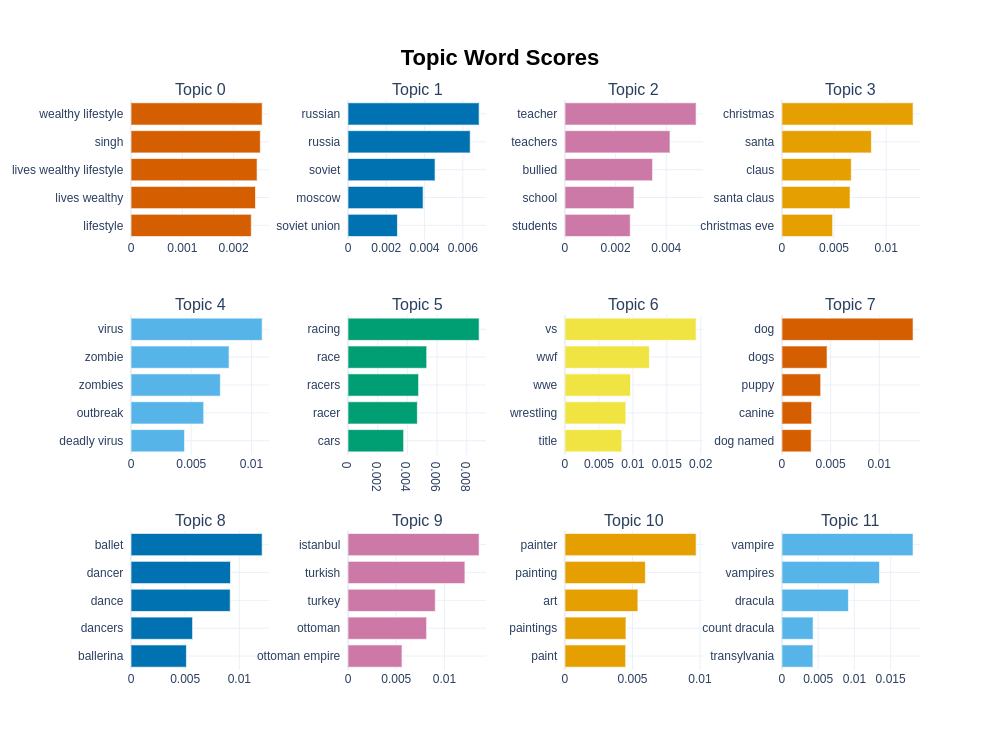 Topic Word Scores
Topic 0
wealthy lifestyle
singh
lives wealthy lifestyle
lives wealthy
lifestyle
0 0.001 0.002
Topic 1
russian
russia
soviet
moscow
soviet union
0 0.002 0.004 0.006
Topic 2
teacher
teachers
bullied
school
students
0 0.002 0.004
Topic 3
christmas
santa
claus
santa claus
christmas eve
0 0.005 0.01
Topic 4
virus
zombie
zombies
outbreak
deadly virus
0 0.005 0.01
Topic 5
racing
race
racers
racer
cars
0 0.002 0.004 0.006 0.008
Topic 6
vs
wwf
wwe
wrestling
title
0 0.005 0.01 0.015 0.02
Topic 7
dog
dogs
puppy
canine
dog named
0 0.005 0.01
Topic 8
ballet
dancer
dance
dancers
ballerina
0 0.005 0.01
Topic 9
istanbul
turkish
turkey
ottoman
ottoman empire
0 0.005 0.01
Topic 10
painter
painting
art
paintings
paint
0 0.005 0.01
Topic 11
vampire
vampires
dracula
count dracula
transylvania
0 0.005 0.01 0.015